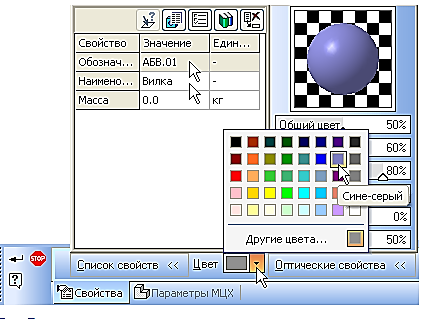 Свойство Значение Един...
Обознач... АБВ.01 -
Наимено... Вилка -
Масса 0.0 кг
Общий цвет 50%
60%
80%
Сине-серый
0%
Другие цвета... 50%
Список свойств << Цвет Оптические свойства <<
STOP
Свойства Параметры МЦХ